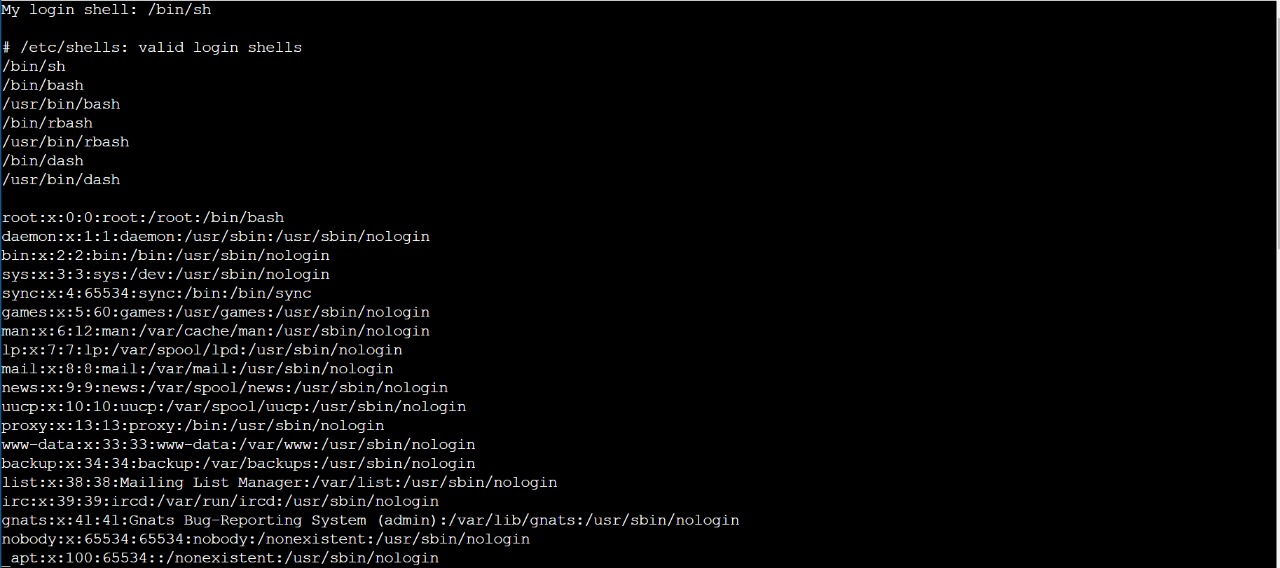 My login shell: /bin/sh

# /etc/shells: valid login shells
/bin/sh
/bin/bash
/usr/bin/bash
/bin/rbash
/usr/bin/rbash
/bin/dash
/usr/bin/dash

root:x:0:0:root:/root:/bin/bash
daemon:x:1:1:daemon:/usr/sbin:/usr/sbin/nologin
bin:x:2:2:bin:/bin:/usr/sbin/nologin
sys:x:3:3:sys:/dev:/usr/sbin/nologin
sync:x:4:65534:sync:/bin:/bin/sync
games:x:5:60:games:/usr/games:/usr/sbin/nologin
man:x:6:12:man:/var/cache/man:/usr/sbin/nologin
lp:x:7:7:lp:/var/spool/lpd:/usr/sbin/nologin
mail:x:8:8:mail:/var/mail:/usr/sbin/nologin
news:x:9:9:news:/var/spool/news:/usr/sbin/nologin
uucp:x:10:10:uucp:/var/spool/uucp:/usr/sbin/nologin
proxy:x:13:13:proxy:/bin:/usr/sbin/nologin
www-data:x:33:33:www-data:/var/www:/usr/sbin/nologin
backup:x:34:34:backup:/var/backups:/usr/sbin/nologin
list:x:38:38:Mailing List Manager:/var/list:/usr/sbin/nologin
irc:x:39:39:ircd:/var/run/ircd:/usr/sbin/nologin
gnats:x:41:41:Gnats Bug-Reporting System (admin):/var/lib/gnats:/usr/sbin/nologin
nobody:x:65534:65534:nobody:/nonexistent:/usr/sbin/nologin
_apt:x:100:65534::/nonexistent:/usr/sbin/nologin